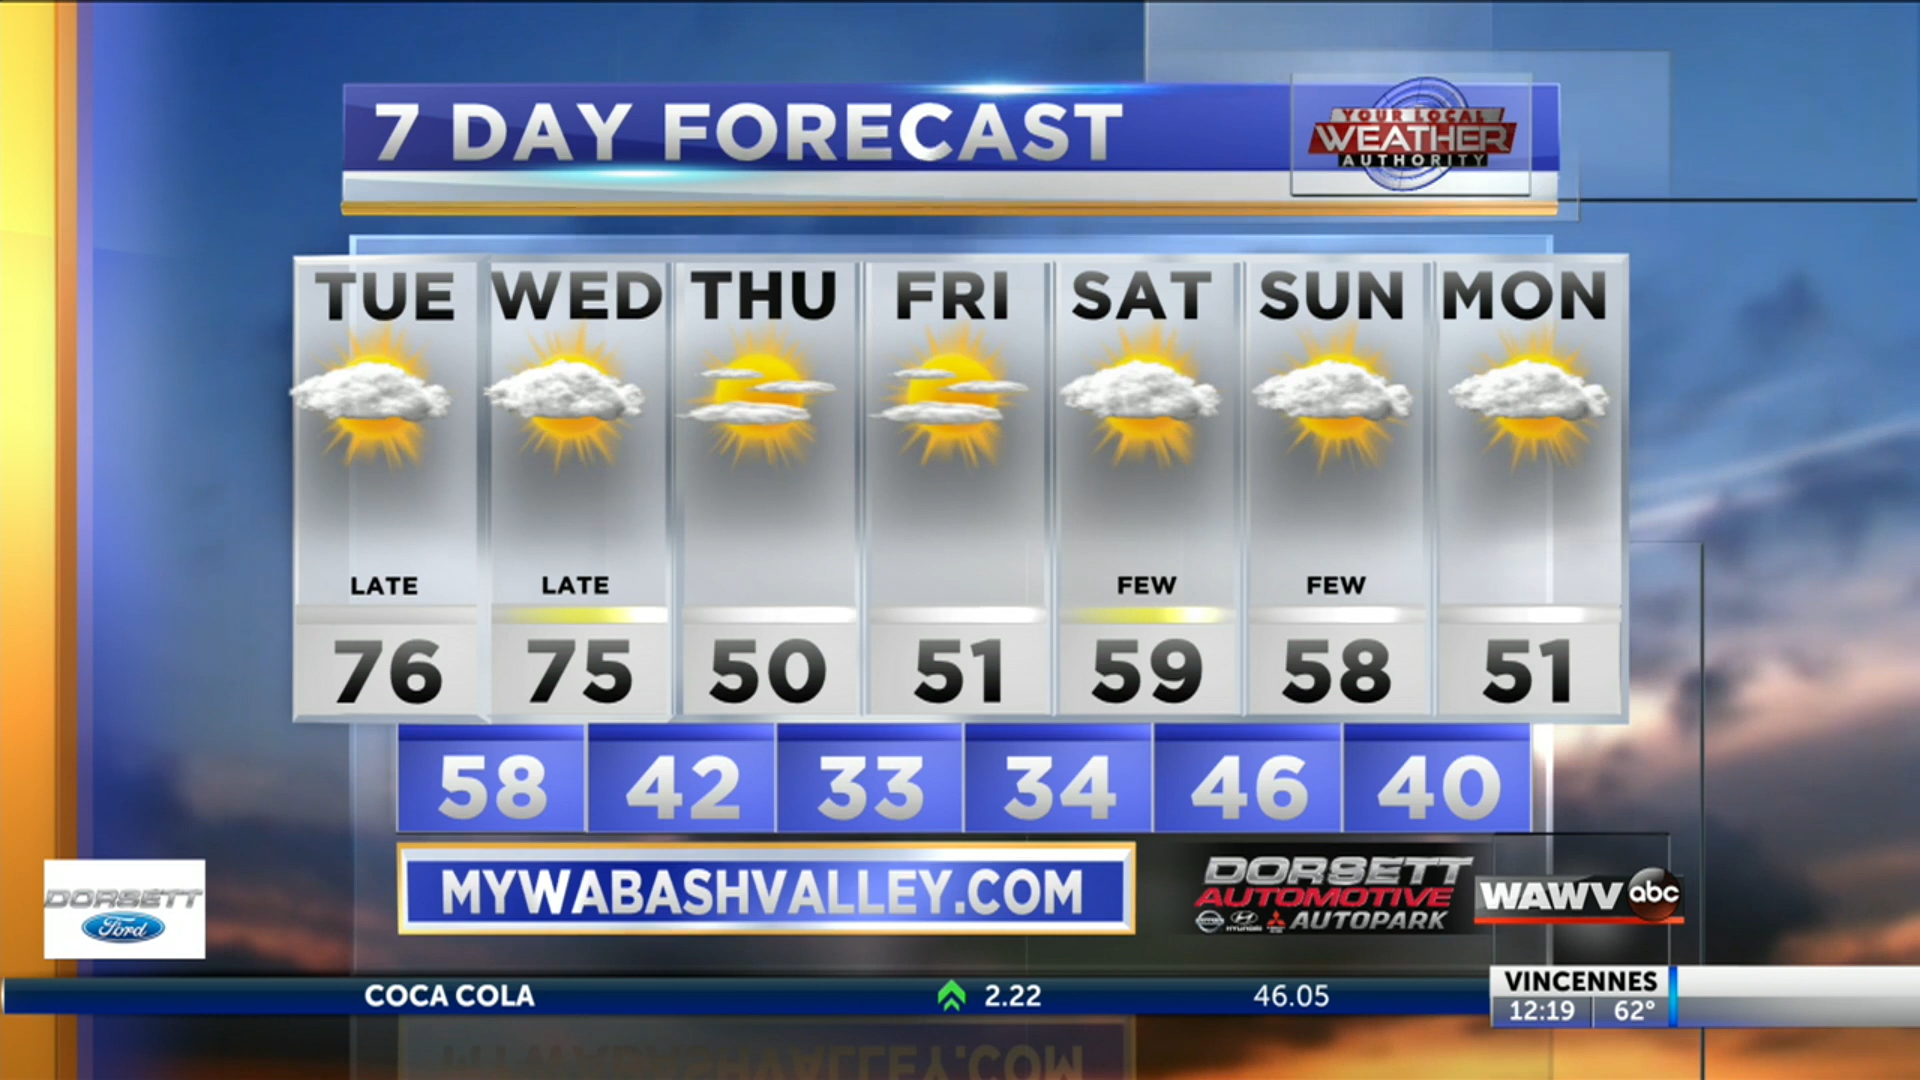 7 DAY FORECAST
YOUR LOCAL
WEATHER
AUTHORITY
TUE WED THU FRI SAT SUN MON
LATE LATE FEW FEW
76 75 50 51 59 58 51
58 42 33 34 46 40
MYWABASHVALLEY.COM
DORSETT
AUTOMOTIVE
AUTOPARK
WAWV abc
DORSETT
Ford
COCA COLA 2.22 46.05
VINCENNES
12:19 62°